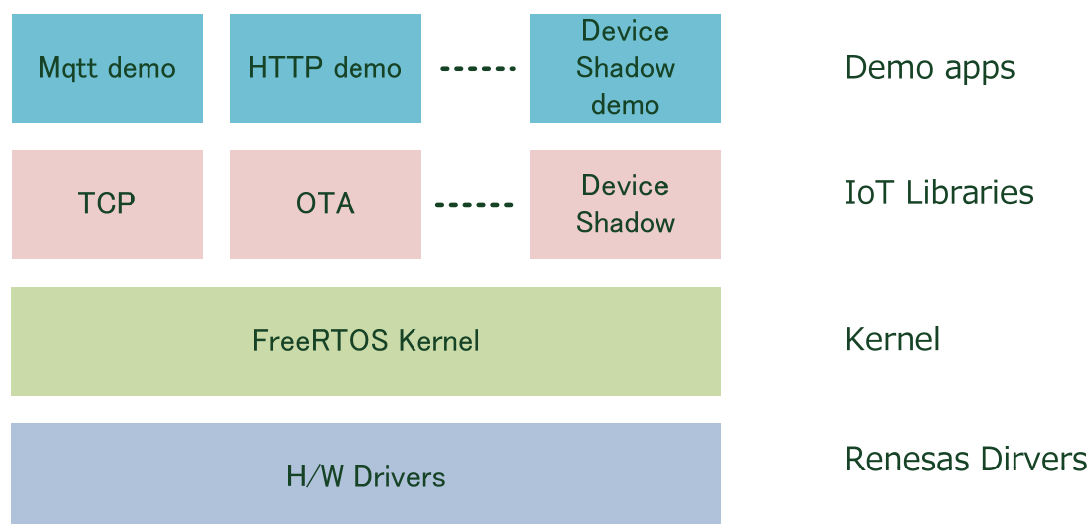 Mqtt demo
HTTP demo
Device
Shadow
demo
Demo apps
TCP
OTA
Device
Shadow
IoT Libraries
FreeRTOS Kernel
Kernel
H/W Drivers
Renesas Dirvers